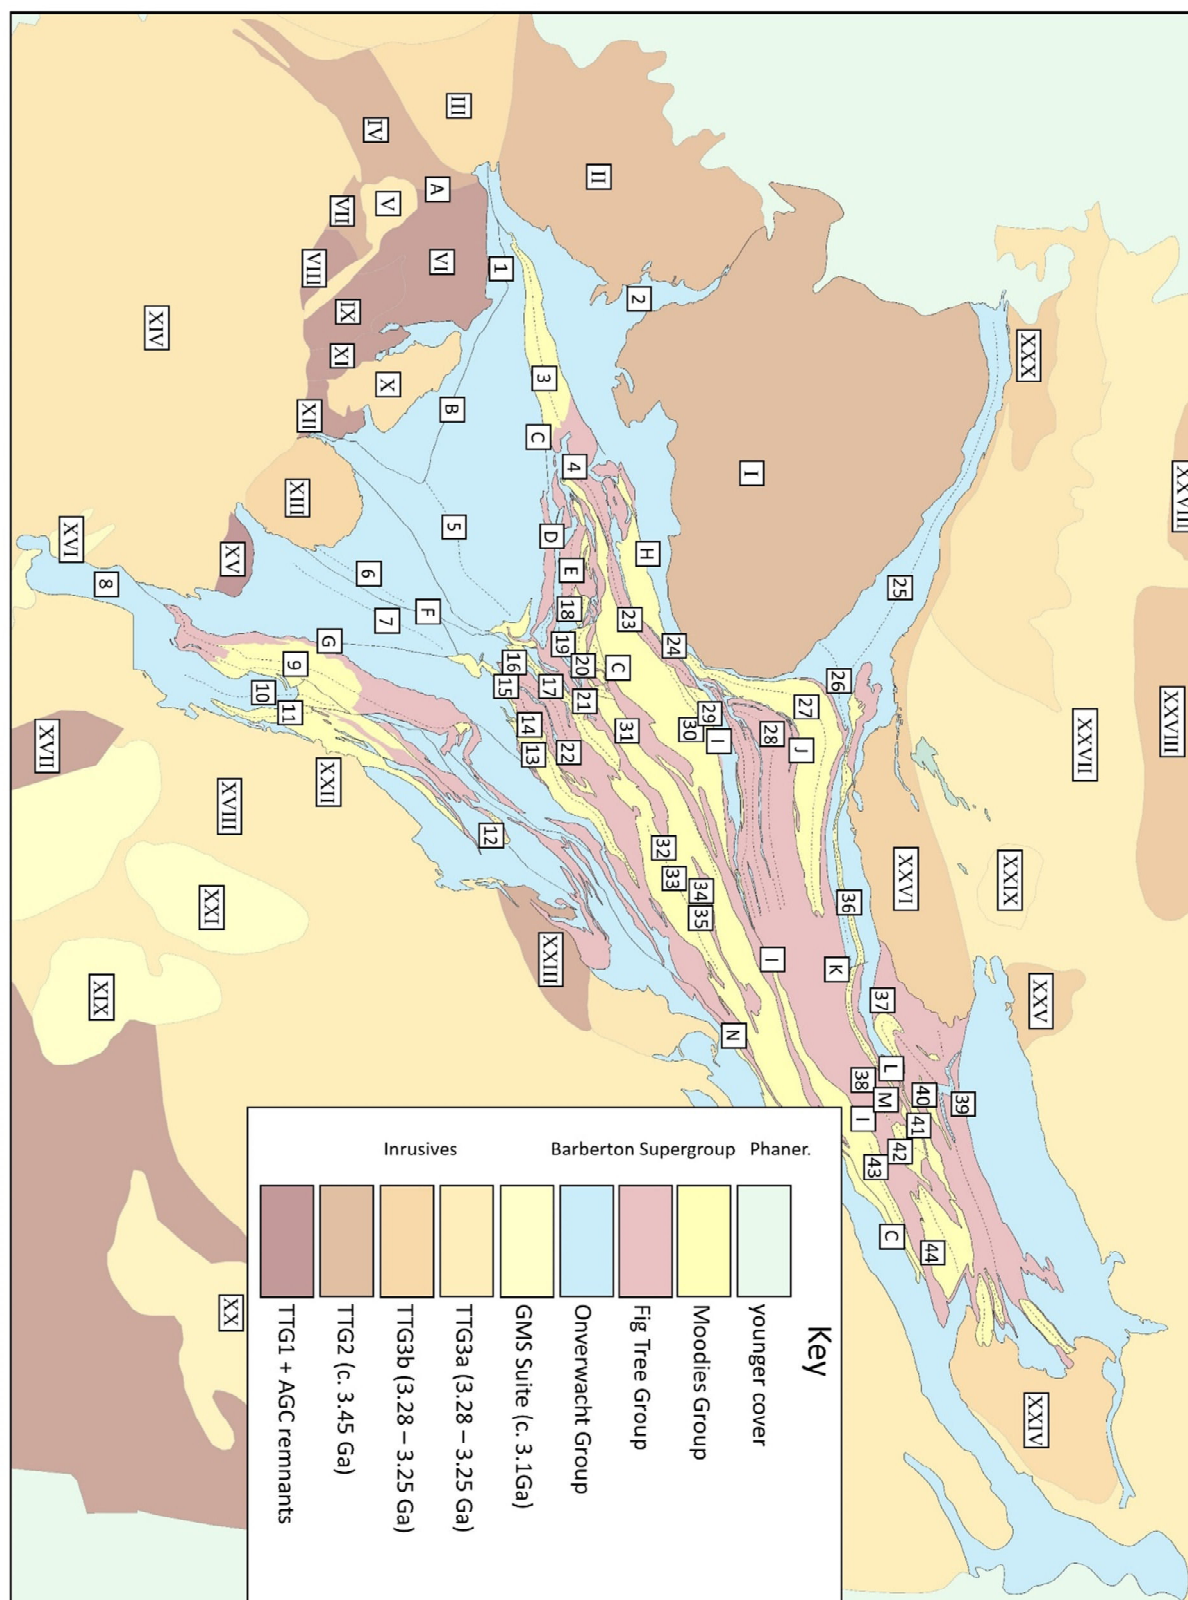 III
IV
II
A
V
VII
VI
VIII
1
2
IX
XIV
XI
XXX
3
X
B
XII
C
4
I
XIII
XXVIII
5
D
XVI
XV
H
E
6
8
25
18
F
23
7
G
19
24
16
9
20
C
26
15
17
10
21
27
11
29
14
31
30
28
XXVIII
I
XVII
J
13
22
XXVII
XXII
XVIII
12
32
XXIX
33
XXVI
34
XXI
36
35
XXIII
I
K
XIX
37
XXV
N
L
38
40
M
39
I
41
42
43
C
44
XX
XXIV
Key
Phaner.
younger cover
Barberton Supergroup
Moodies Group
Fig Tree Group
Onverwacht Group
Inrusives
GMS Suite (c. 3.1Ga)
TTG3a (3.28 – 3.25 Ga)
TTG3b (3.28 – 3.25 Ga)
TTG2 (c. 3.45 Ga)
TTG1 + AGC remnants